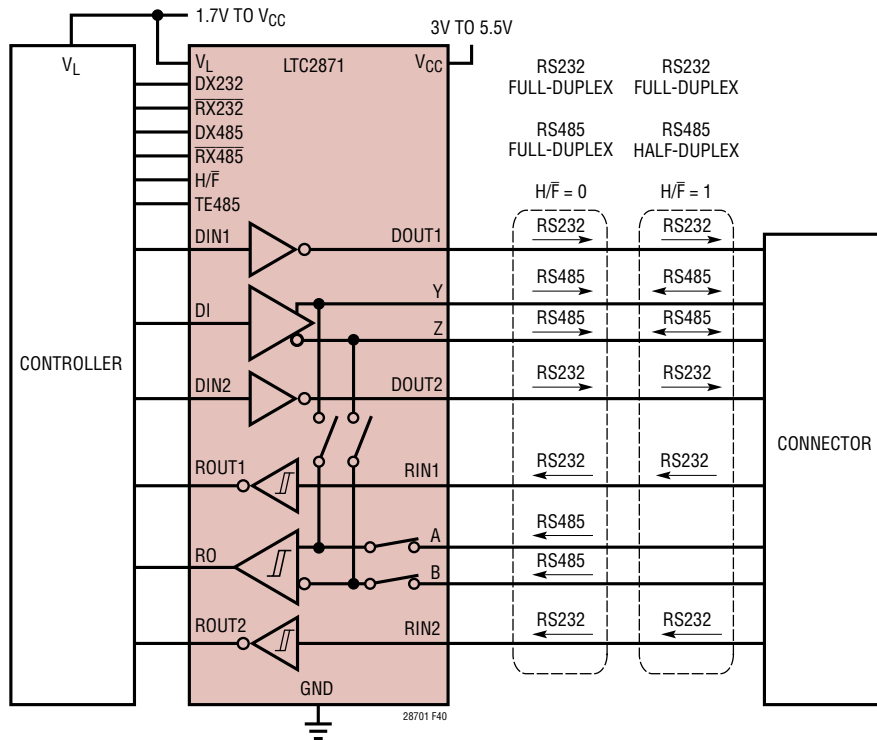 1.7V TO VCC
3V TO 5.5V
VL
VL
LTC2871
VCC
DX232
RX232
DX485
RX485
H/F
TE485
RS232
FULL-DUPLEX
RS232
FULL-DUPLEX
RS485
FULL-DUPLEX
RS485
HALF-DUPLEX
H/F̅ = 0
H/F̅ = 1
DIN1
DOUT1
RS232
RS232
DI
Y
RS485
RS485
Z
RS485
RS485
CONTROLLER
DIN2
DOUT2
RS232
RS232
CONNECTOR
ROUT1
RIN1
RS232
RS232
RO
A
RS485
B
RS485
ROUT2
RIN2
RS232
RS232
GND
28701 F40